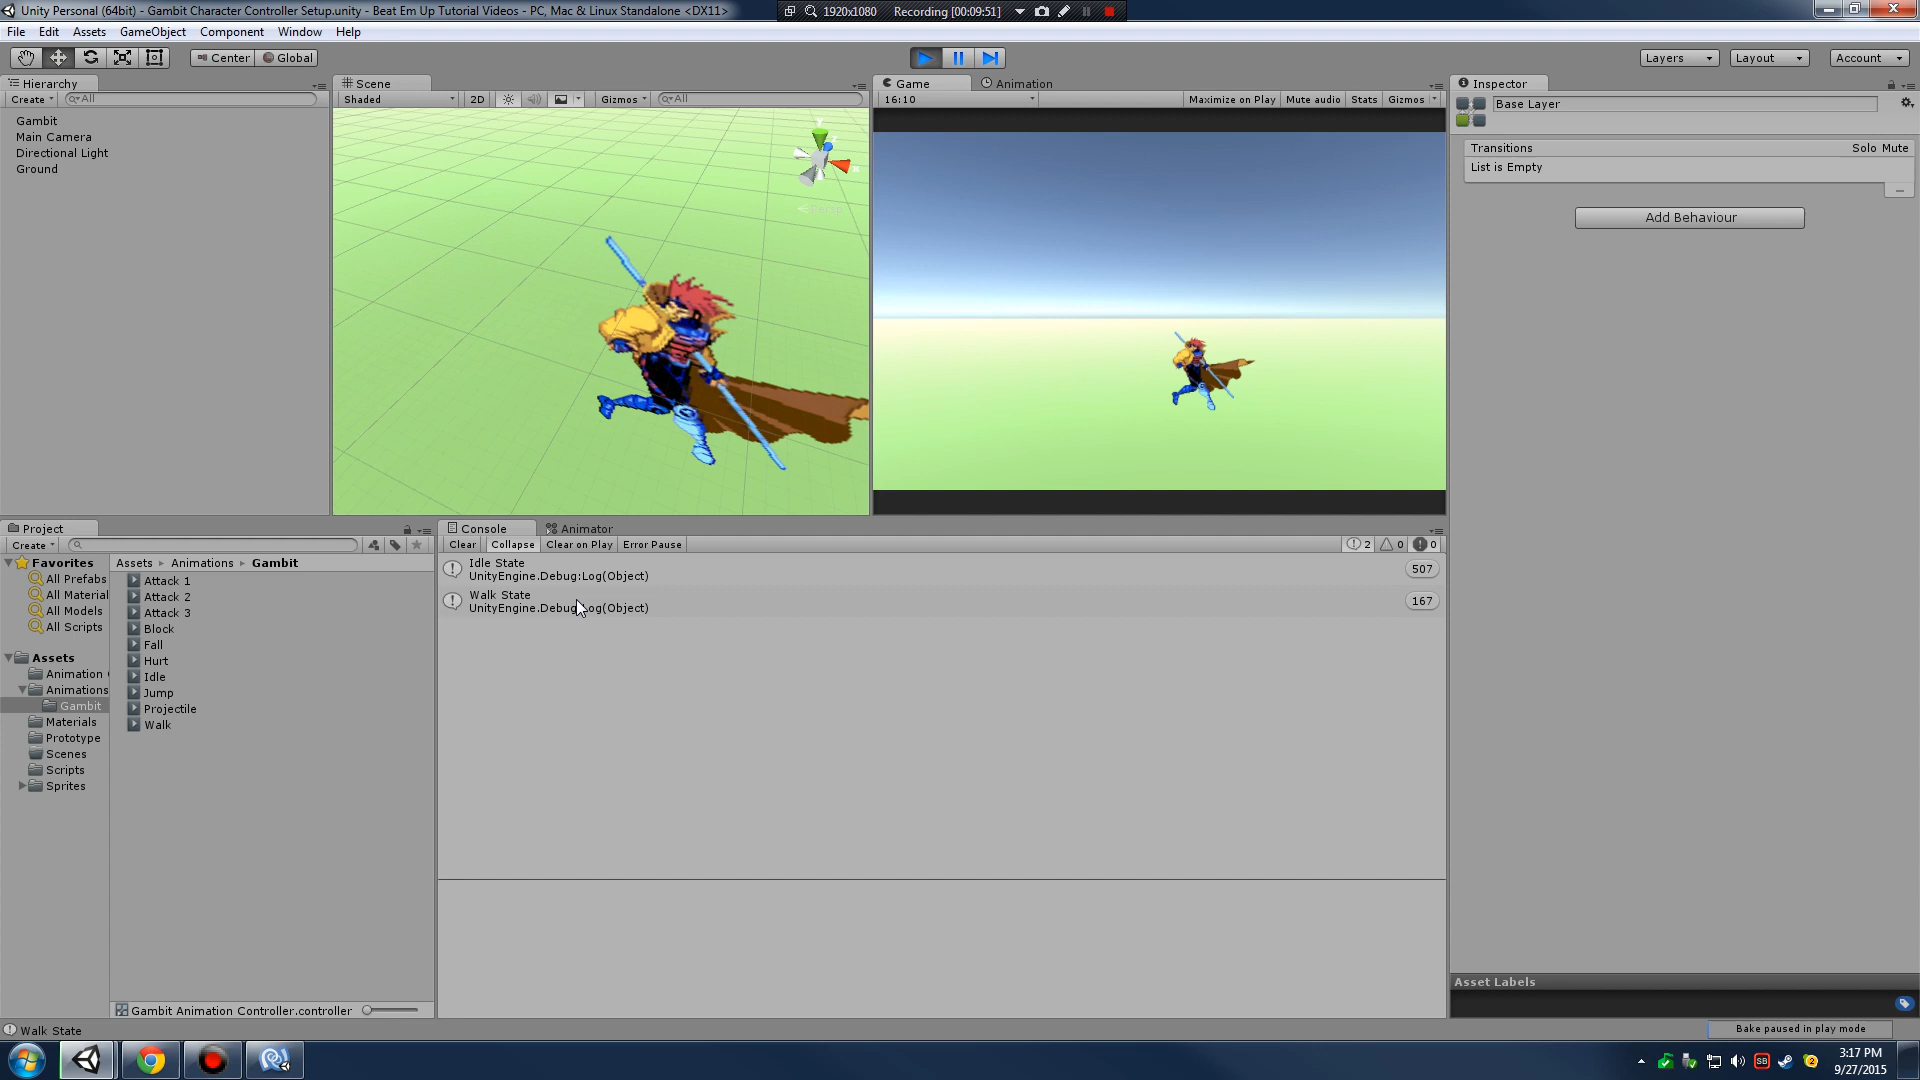 Unity Personal (64bit) - Gambit Character Controller Setup.unity - Beat Em Up Tutorial Videos - PC, Mac & Linux Standalone <DX11>
1920x1080 Recording [00:09:51]
File Edit Assets GameObject Component Window Help
Center Global
Layers Layout Account
Hierarchy
Create All
Gambit
Main Camera
Directional Light
Ground
Scene
Shaded 2D Gizmos All
y
x
Persp
Game Animation
16:10 Maximize on Play Mute audio Stats Gizmos
Inspector
Base Layer
Transitions Solo Mute
List is Empty
Add Behaviour
Asset Labels
Project
Create
Favorites
All Prefabs
All Material
All Models
All Scripts
Assets
Animation
Animations
Gambit
Materials
Prototype
Scenes
Scripts
Sprites
Assets Animations Gambit
Attack 1
Attack 2
Attack 3
Block
Fall
Hurt
Idle
Jump
Projectile
Walk
Gambit Animation Controller.controller
Console Animator
Clear Collapse Clear on Play Error Pause 2 0 0
Idle State
UnityEngine.Debug:Log(Object) 507
Walk State
UnityEngine.Debug:Log(Object) 167
Walk State
Bake paused in play mode
3:17 PM
9/27/2015